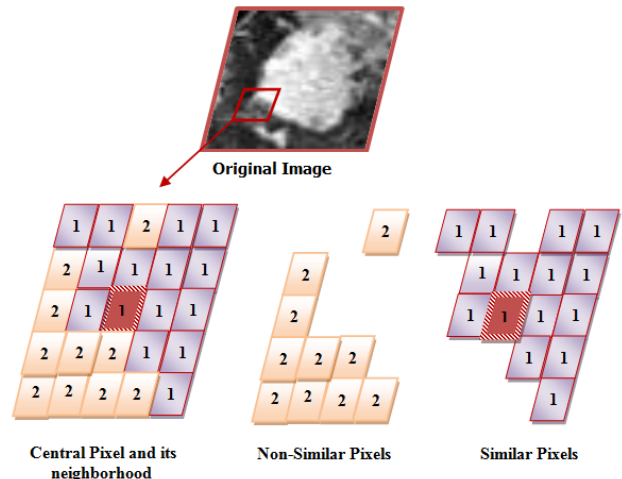 Original Image
1 1 2 1 1
2 1 1 1 1
2 1 1 1 1
2 2 2 1 1
2 2 2 2 1
Central Pixel and its
neighborhood
2
2
2
2 2 2
2 2 2 2
Non-Similar Pixels
1 1 1 1
1 1 1 1
1 1 1 1
1 1
1
Similar Pixels